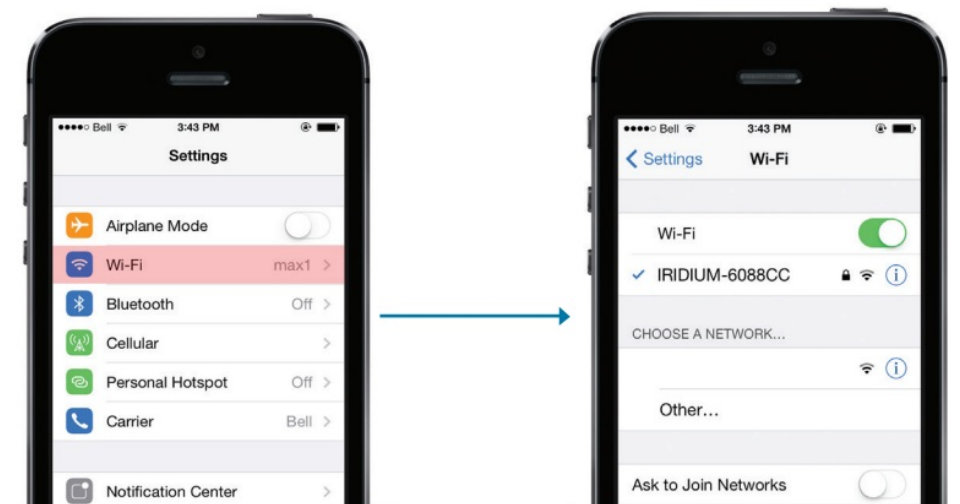 Bell 3:43 PM
Settings
Airplane Mode
Wi-Fi max1
Bluetooth Off
Cellular
Personal Hotspot Off
Carrier Bell
Notification Center
Bell 3:43 PM
Settings Wi-Fi
Wi-Fi
IRIDIUM-6088CC
CHOOSE A NETWORK...
Other...
Ask to Join Networks